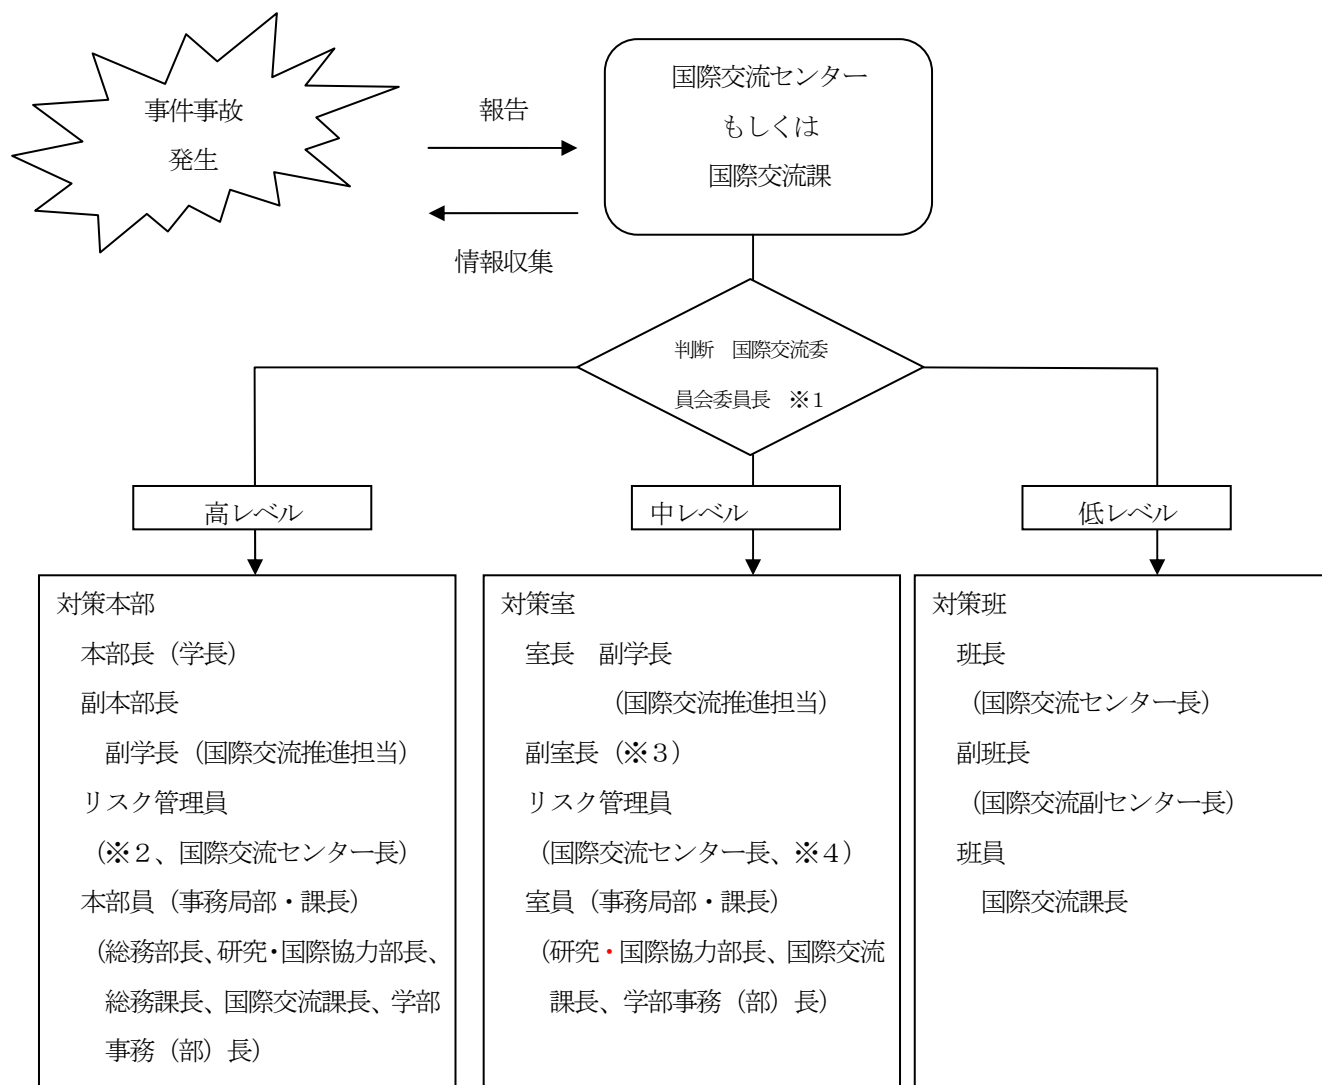 事件事故
発生
報告
情報収集
国際交流センター
もしくは
国際交流課
判断　国際交流委
員会委員長　※１
高レベル
中レベル
低レベル
対策本部
本部長（学長）
副本部長
副学長（国際交流推進担当）
リスク管理員
（※２、国際交流センター長）
本部員（事務局部・課長）
（総務部長、研究・国際協力部長、
総務課長、国際交流課長、学部
事務（部）長）
対策室
室長　副学長
（国際交流推進担当）
副室長（※３）
リスク管理員
（国際交流センター長、※４）
室員（事務局部・課長）
（研究・国際協力部長、国際交流
課長、学部事務（部）長）
対策班
班長
（国際交流センター長）
副班長
（国際交流副センター長）
班員
国際交流課長